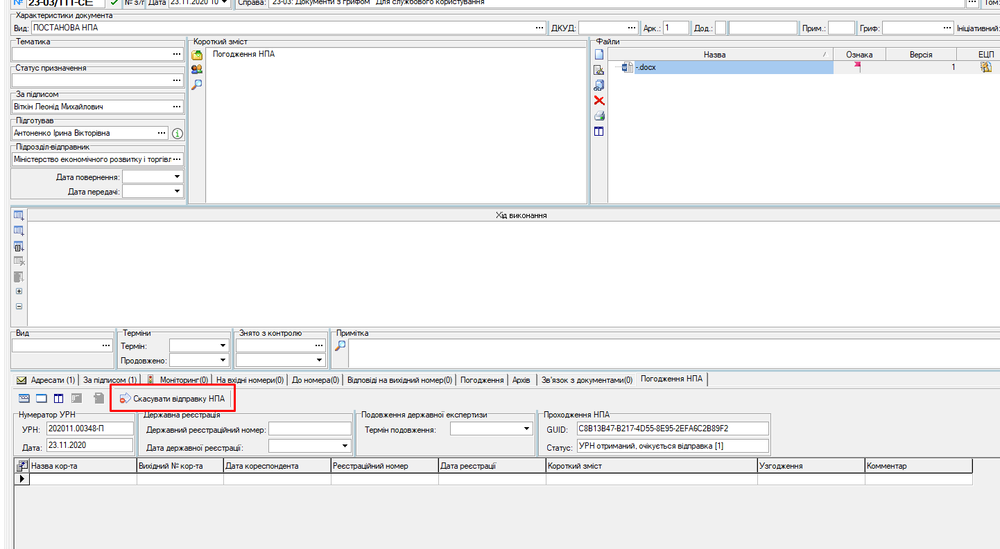 № 23-03/111-СЕ № з/г Дата 23.11.2020 10 Справа: 23-03: Документи з грифом "Для службового користування" ... Том:
Характеристики документа
Вид: ПОСТАНОВА НПА ... ДКУД: ... Арк.: 1 Дод.: Прим.: Гриф: ... Ініціативний:
Тематика
...
Статус призначення
...
За підписом
Віткін Леонід Михайлович ...
Підготував
Антоненко Ірина Вікторівна ...
Підрозділ-відправник
Міністерство економічного розвитку і торгівл ...
Дата повернення:
Дата передачі:
Короткий зміст
Погодження НПА
Файли
Назва Ознака Версія ЕЦП
-.docx 1
Хід виконання
Вид
...
Терміни
Термін:
Продовжено:
Знято з контролю
...
Примітка
Адресати (1) За підписом (1) Моніторинг(0) На вхідні номери(0) До номера(0) Відповіді на вихідний номер(0) Погодження Архів Зв'язок з документами(0) Погодження НПА
Скасувати відправку НПА
Нумератор УРН
УРН: 202011.00348-П
Дата: 23.11.2020
Державна реєстрація
Державний реєстраційний номер:
Дата державної реєстрації:
Подовження державної експертизи
Термін подовження:
Проходження НПА
GUID: C8B13B47-B217-4D55-8E95-2EFA6C2B89F2
Статус: УРН отриманий, очікується відправка [1]
Назва кор-та Вихідний № кор-та Дата кореспондента Реєстраційний номер Дата реєстрації Короткий зміст Узгодження Комментар